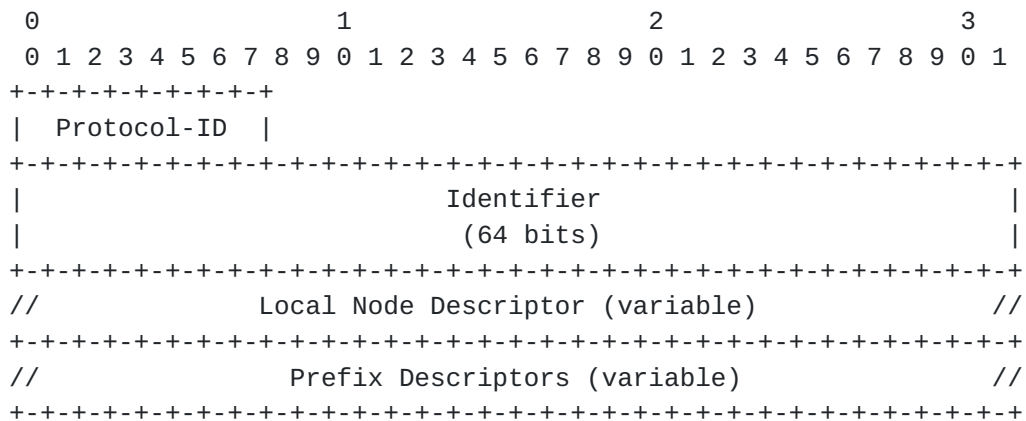 0                   1                   2                   3
 0 1 2 3 4 5 6 7 8 9 0 1 2 3 4 5 6 7 8 9 0 1 2 3 4 5 6 7 8 9 0 1
+-+-+-+-+-+-+-+-+
|  Protocol-ID  |
+-+-+-+-+-+-+-+-+-+-+-+-+-+-+-+-+-+-+-+-+-+-+-+-+-+-+-+-+-+-+-+-+
|                           Identifier                          |
|                            (64 bits)                          |
+-+-+-+-+-+-+-+-+-+-+-+-+-+-+-+-+-+-+-+-+-+-+-+-+-+-+-+-+-+-+-+-+
//              Local Node Descriptor (variable)               //
+-+-+-+-+-+-+-+-+-+-+-+-+-+-+-+-+-+-+-+-+-+-+-+-+-+-+-+-+-+-+-+-+
//                Prefix Descriptors (variable)                //
+-+-+-+-+-+-+-+-+-+-+-+-+-+-+-+-+-+-+-+-+-+-+-+-+-+-+-+-+-+-+-+-+